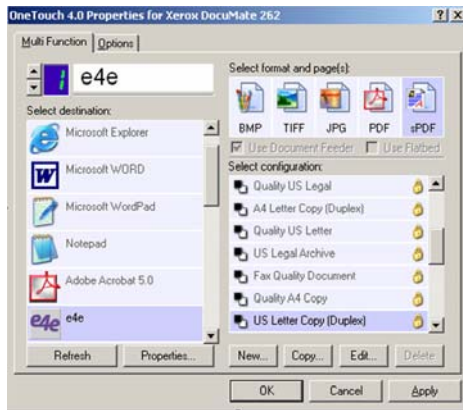 OneTouch 4.0 Properties for Xerox DocuMate 262
Multi Function
Options
1
e4e
Select destination:
Microsoft Explorer
Microsoft WORD
Microsoft WordPad
Notepad
Adobe Acrobat 5.0
e4e
e4e
Refresh
Properties...
Select format and page(s):
BMP
TIFF
JPG
PDF
sPDF
Use Document Feeder
Use Flatbed
Select configuration:
Quality US Legal
A4 Letter Copy (Duplex)
Quality US Letter
US Legal Archive
Fax Quality Document
Quality A4 Copy
US Letter Copy (Duplex)
New...
Copy...
Edit...
Delete
OK
Cancel
Apply